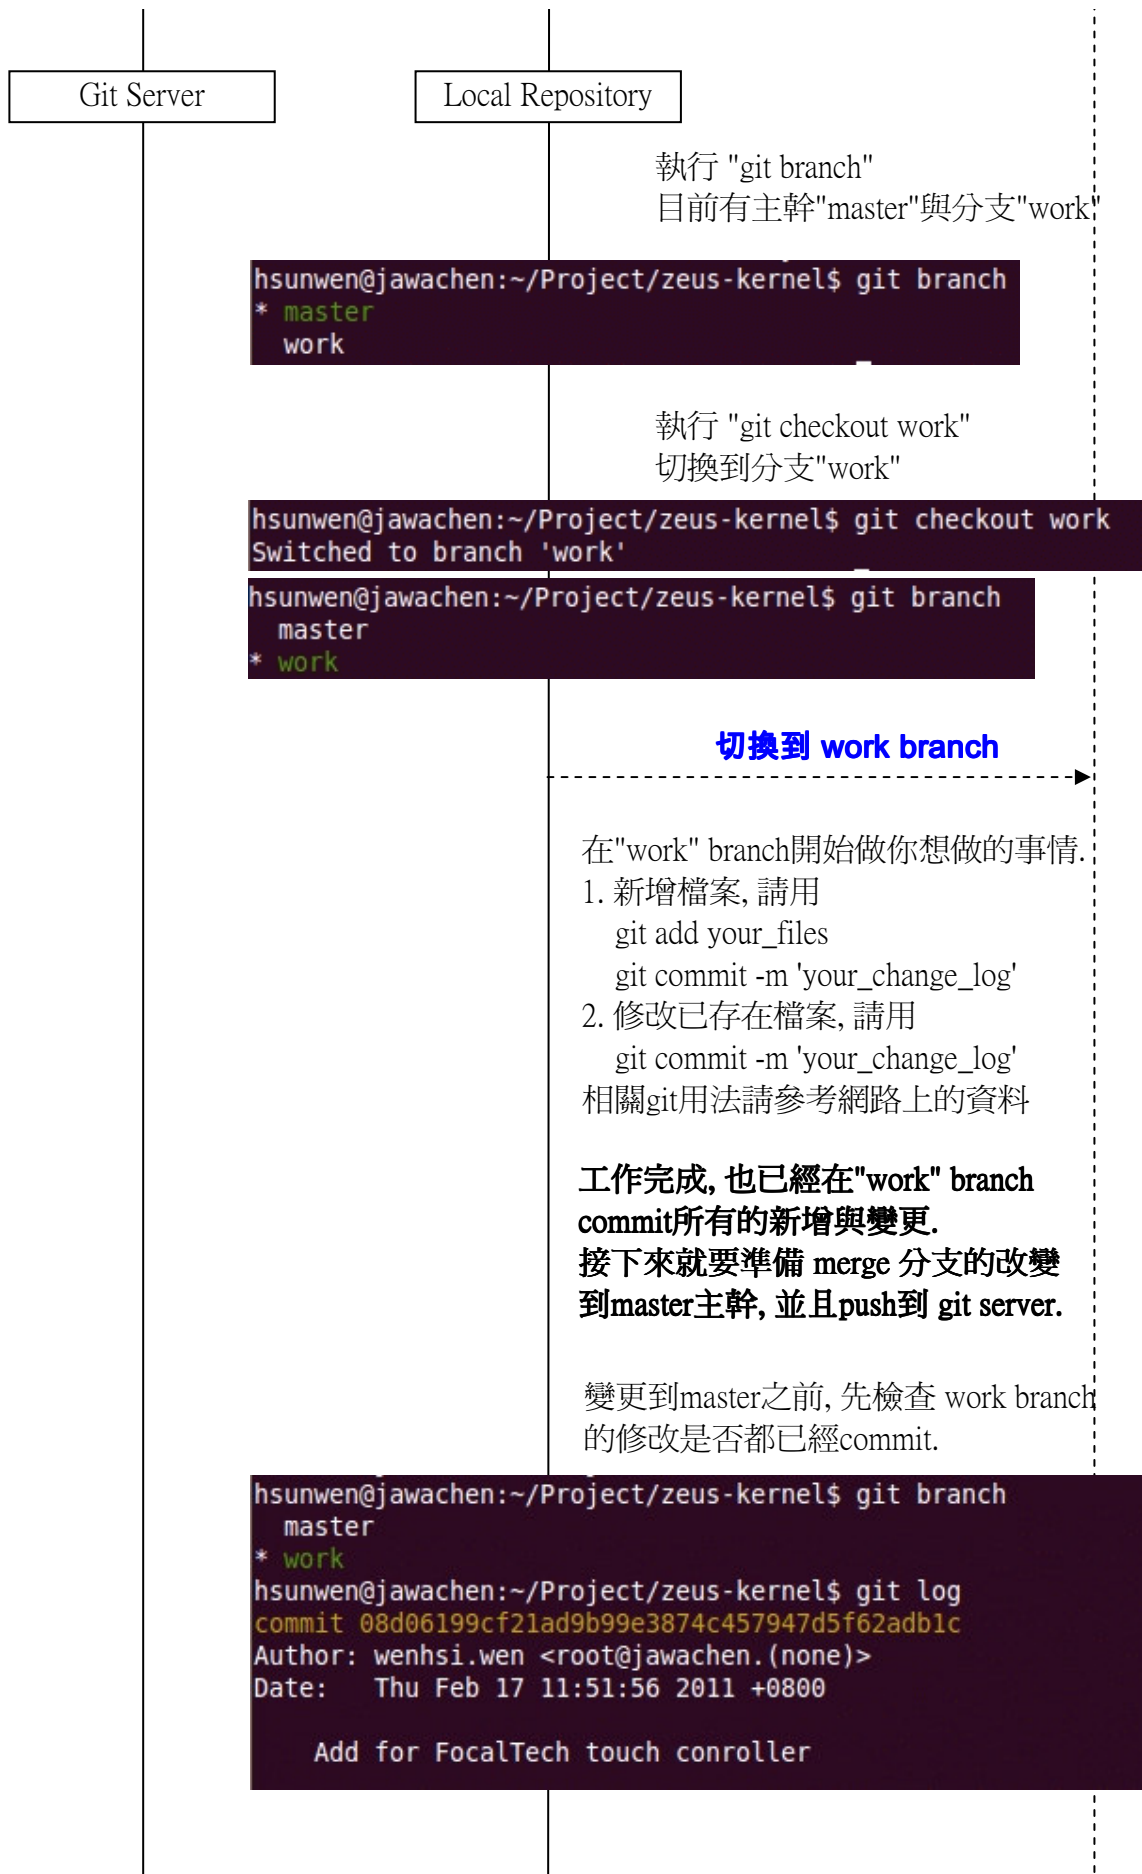 Git Server
Local Repository
執行 "git branch"
目前有主幹"master"與分支"work"
hsunwen@jawachen:~/Project/zeus-kernel$ git branch
* master
  work
執行 "git checkout work"
切換到分支"work"
hsunwen@jawachen:~/Project/zeus-kernel$ git checkout work
Switched to branch 'work'
hsunwen@jawachen:~/Project/zeus-kernel$ git branch
  master
* work
切換到 work branch
在"work" branch開始做你想做的事情.
1. 新增檔案, 請用
git add your_files
git commit -m 'your_change_log'
2. 修改已存在檔案, 請用
git commit -m 'your_change_log'
相關git用法請參考網路上的資料
工作完成, 也已經在"work" branch
commit所有的新增與變更.
接下來就要準備 merge 分支的改變
到master主幹, 並且push到 git server.
變更到master之前, 先檢查 work branch
的修改是否都已經commit.
hsunwen@jawachen:~/Project/zeus-kernel$ git branch
  master
* work
hsunwen@jawachen:~/Project/zeus-kernel$ git log
commit 08d06199cf21ad9b99e3874c457947d5f62adb1c
Author: wenhsi.wen <root@jawachen.(none)>
Date:   Thu Feb 17 11:51:56 2011 +0800
    Add for FocalTech touch conroller